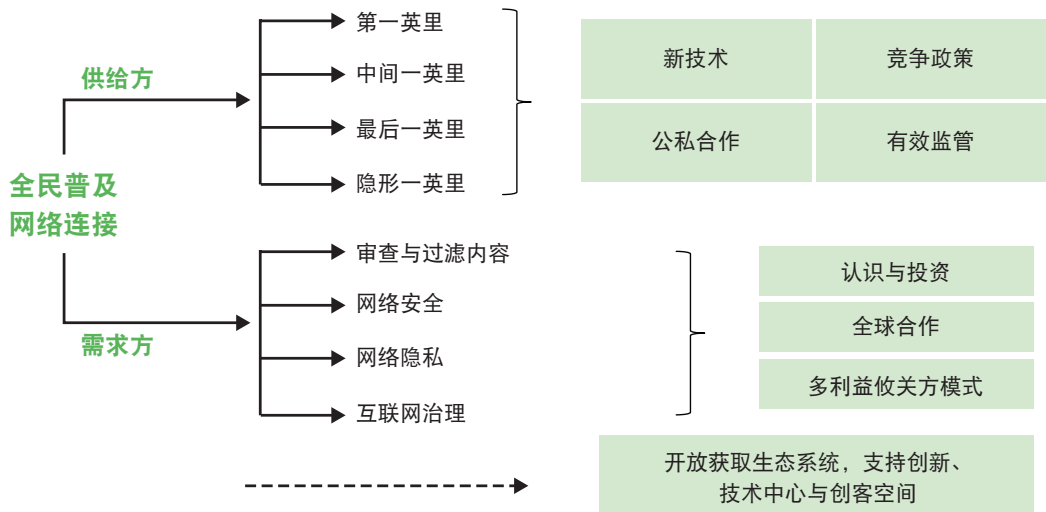 全民普及
网络连接
供给方
第一英里
中间一英里
最后一英里
隐形一英里
新技术
竞争政策
公私合作
有效监管
需求方
审查与过滤内容
网络安全
网络隐私
互联网治理
认识与投资
全球合作
多利益攸关方模式
开放获取生态系统，支持创新、
技术中心与创客空间